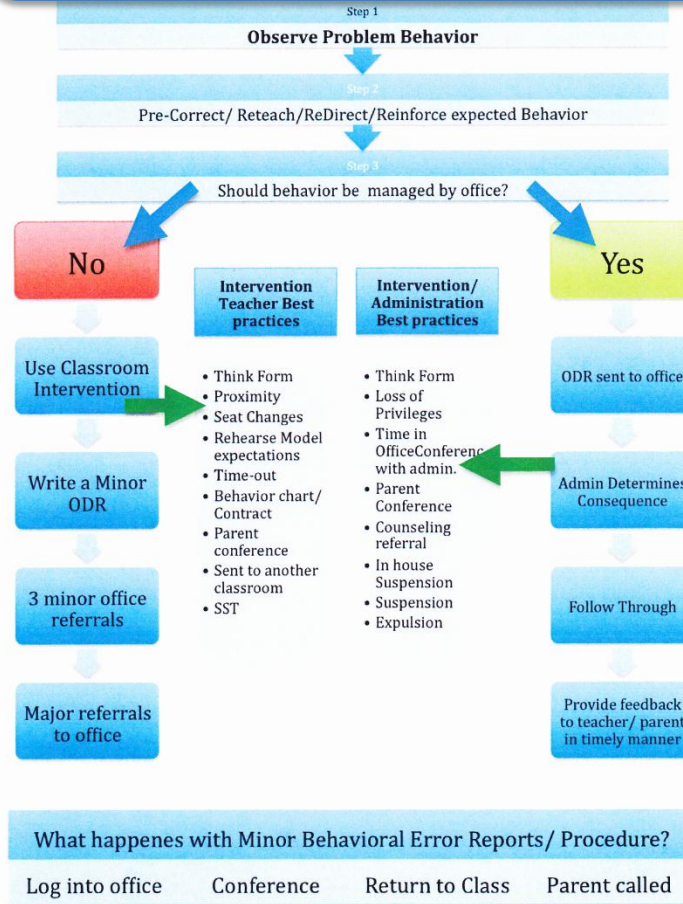 Step 1
Observe Problem Behavior
Step 2
Pre-Correct/ Reteach/ReDirect/Reinforce expected Behavior
Step 3
Should behavior be managed by office?
No
Yes
Use Classroom
Intervention
Write a Minor
ODR
3 minor office
referrals
Major referrals
to office
Intervention
Teacher Best
practices
• Think Form
• Proximity
• Seat Changes
• Rehearse Model
expectations
• Time-out
• Behavior chart/
Contract
• Parent
conference
• Sent to another
classroom
• SST
Intervention/
Administration
Best practices
• Think Form
• Loss of
Privileges
• Time in
OfficeConferenc
with admin.
• Parent
Conference
• Counseling
referral
• In house
Suspension
• Suspension
• Expulsion
ODR sent to office
Admin Determines
Consequence
Follow Through
Provide feedback
to teacher/ parent
in timely manner
What happenes with Minor Behavioral Error Reports/ Procedure?
Log into office
Conference
Return to Class
Parent called